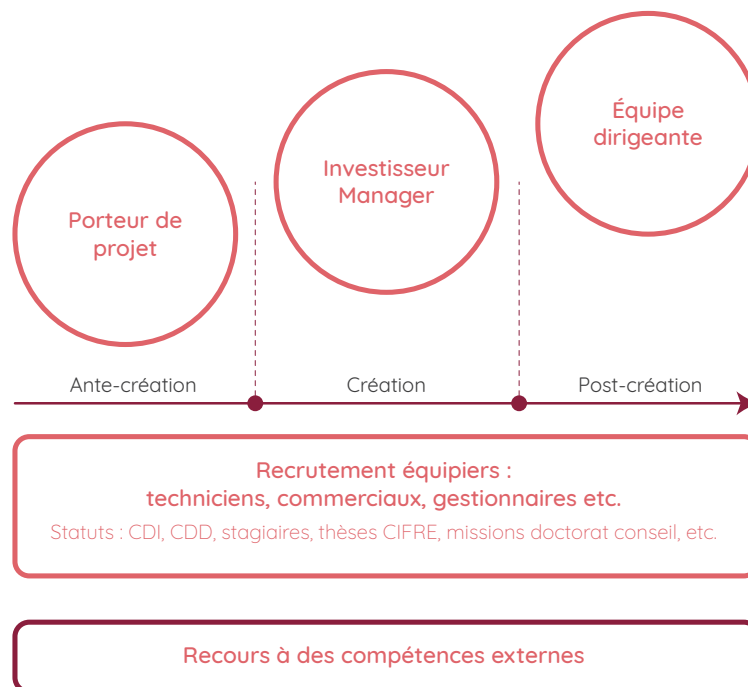 Équipe
dirigeante
Investisseur
Manager
Porteur de
projet
Ante-création
Création
Post-création
Recrutement équipiers :
techniciens, commerciaux, gestionnaires etc.
Statuts : CDI, CDD, stagiaires, thèses CIFRE, missions doctorat conseil, etc.
Recours à des compétences externes